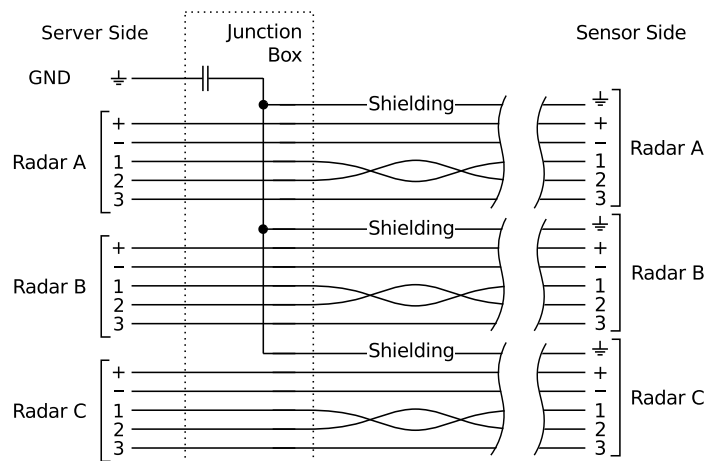 Server Side
Junction
Box
Sensor Side
GND
Shielding
Radar A
+
−
1
2
3
+
−
1
2
3
Radar A
Shielding
Radar B
+
−
1
2
3
+
−
1
2
3
Radar B
Shielding
Radar C
+
−
1
2
3
+
−
1
2
3
Radar C